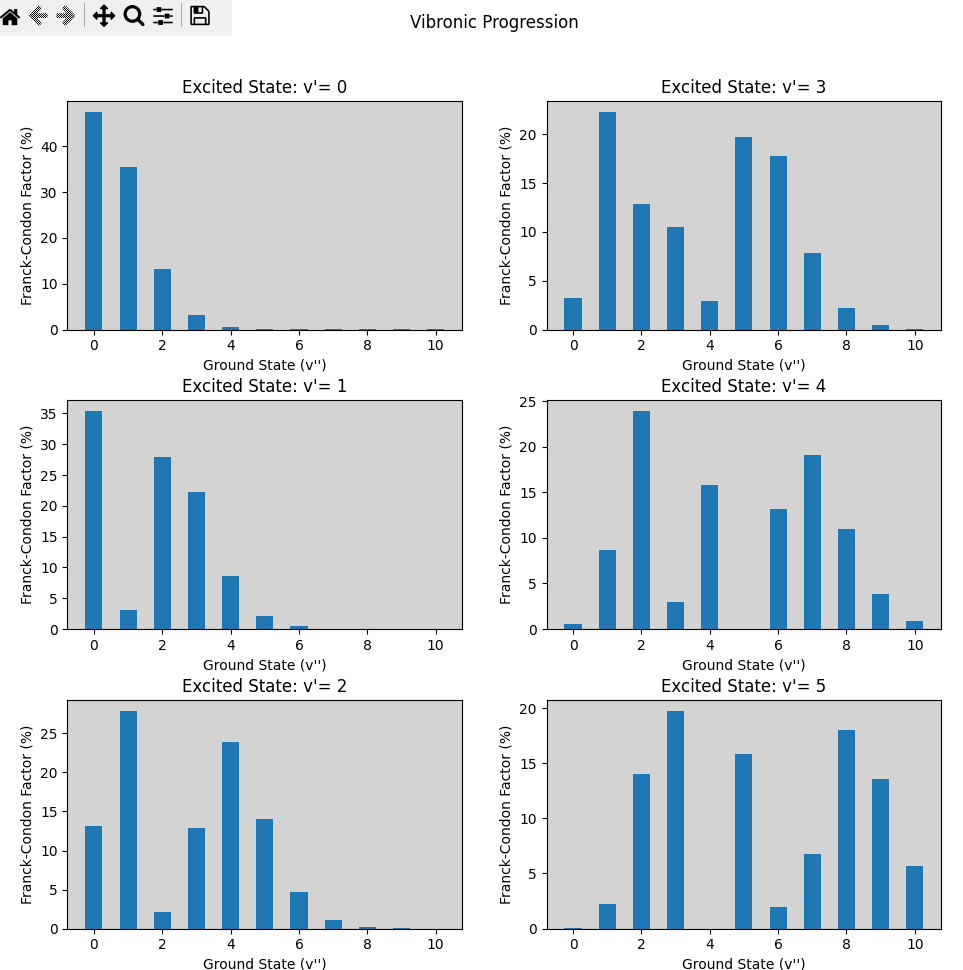 Vibronic Progression
Excited State: v'= 0
Franck-Condon Factor (%)
40
30
20
10
0
0 2 4 6 8 10
Ground State (v'')
Excited State: v'= 3
Franck-Condon Factor (%)
20
15
10
5
0
0 2 4 6 8 10
Ground State (v'')
Excited State: v'= 1
Franck-Condon Factor (%)
35
30
25
20
15
10
5
0
0 2 4 6 8 10
Ground State (v'')
Excited State: v'= 4
Franck-Condon Factor (%)
25
20
15
10
5
0
0 2 4 6 8 10
Ground State (v'')
Excited State: v'= 2
Franck-Condon Factor (%)
25
20
15
10
5
0
0 2 4 6 8 10
Ground State (v'')
Excited State: v'= 5
Franck-Condon Factor (%)
20
15
10
5
0
0 2 4 6 8 10
Ground State (v'')